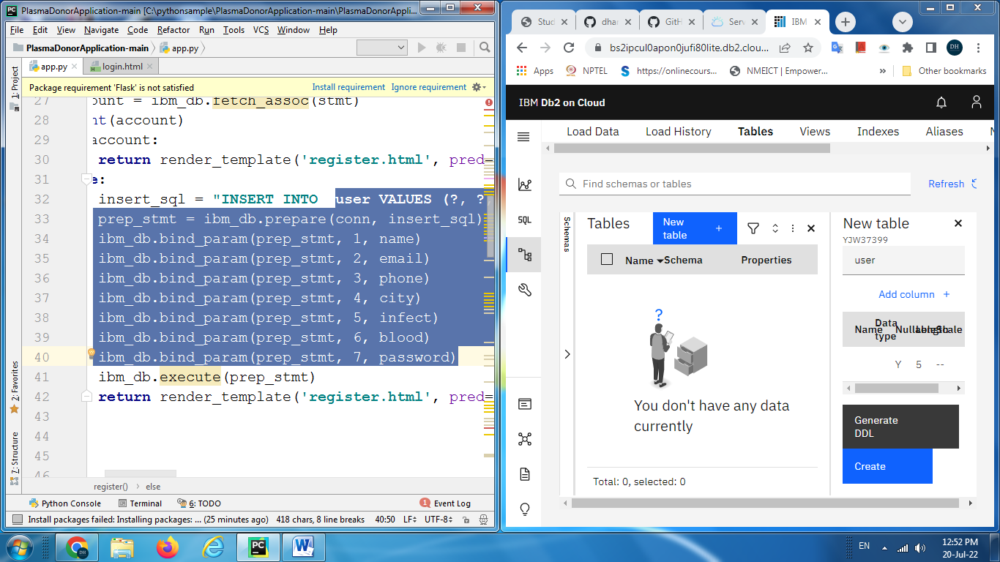 PlasmaDonorApplication-main [C:\pythonsample\PlasmaDonorApplication-main\PlasmaDonorAppli...
File Edit View Navigate Code Refactor Run Tools VCS Window Help
PlasmaDonorApplication-main app.py
app.py login.html
Package requirement 'Flask' is not satisfied Install requirement Ignore requirement
1: Project
2: Favorites
7: Structure
27 ount = ibm_db.fetch_assoc(stmt)
28 nt(account)
29 account:
30 return render_template('register.html', pred=
31 e:
32 insert_sql = "INSERT INTO user VALUES (?, ?
33 prep_stmt = ibm_db.prepare(conn, insert_sql)
34 ibm_db.bind_param(prep_stmt, 1, name)
35 ibm_db.bind_param(prep_stmt, 2, email)
36 ibm_db.bind_param(prep_stmt, 3, phone)
37 ibm_db.bind_param(prep_stmt, 4, city)
38 ibm_db.bind_param(prep_stmt, 5, infect)
39 ibm_db.bind_param(prep_stmt, 6, blood)
40 ibm_db.bind_param(prep_stmt, 7, password)
41 ibm_db.execute(prep_stmt)
42 return render_template('register.html', pred=
43
44
45
46
register() › else
Python Console Terminal 6: TODO 1 Event Log
Install packages failed: Installing packages: ... (25 minutes ago) 418 chars, 8 line breaks 40:50 LF UTF-8
Stud dhar GitH Serv IBM
bs2ipcul0apon0jufi80lite.db2.clou... DH
Apps NPTEL https://onlinecours... NMEICT | Empower... » Other bookmarks
IBM Db2 on Cloud
Load Data Load History Tables Views Indexes Aliases
SQL
Find schemas or tables Refresh
Schemas
Tables
New table +
Name Schema Properties
?
You don't have any data
currently
Total: 0, selected: 0
New table
YJW37399
user
Add column +
Name Data type Nullable Length Scale
Y 5 --
Generate
DDL
Create
EN 12:52 PM
20-Jul-22